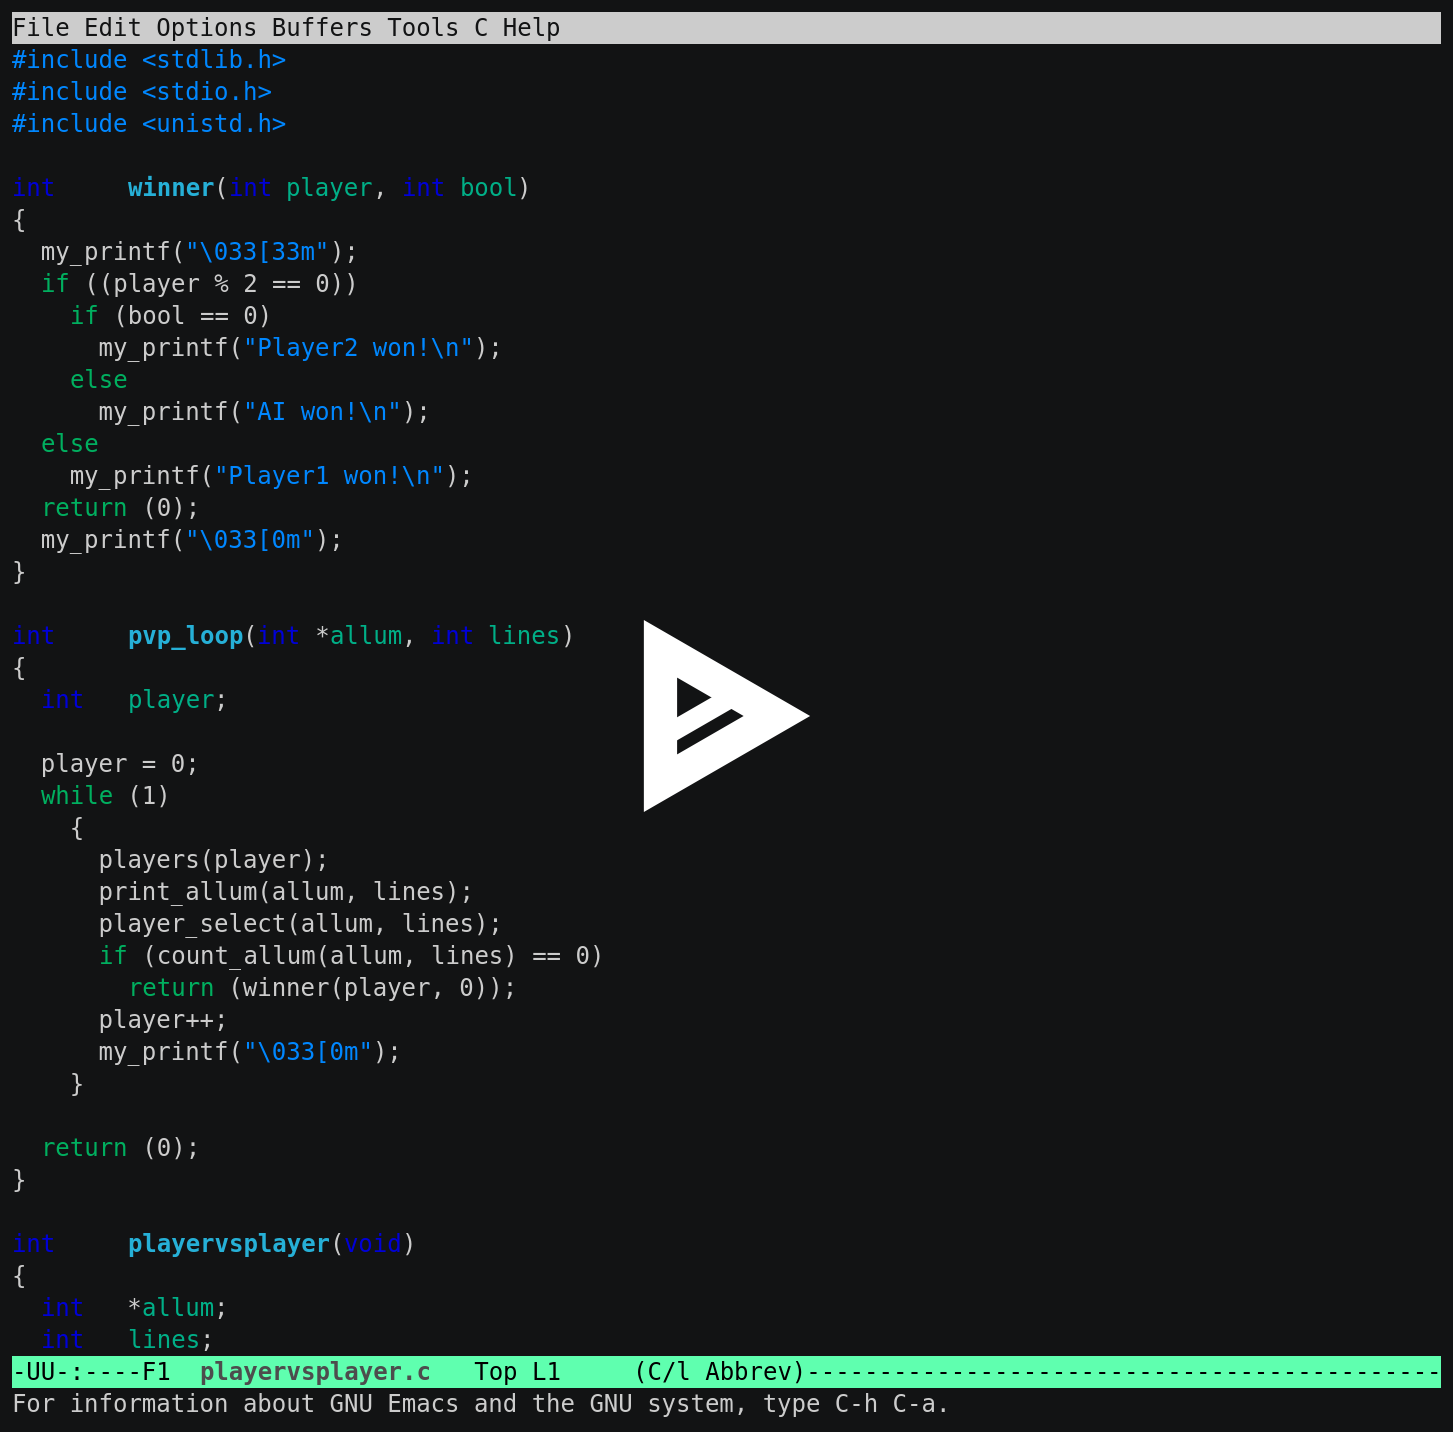 File Edit Options Buffers Tools C Help
#include <stdlib.h>
#include <stdio.h>
#include <unistd.h>
int     winner(int player, int bool)
{
  my_printf("\033[33m");
  if ((player % 2 == 0))
    if (bool == 0)
      my_printf("Player2 won!\n");
    else
      my_printf("AI won!\n");
  else
    my_printf("Player1 won!\n");
  return (0);
  my_printf("\033[0m");
}
int     pvp_loop(int *allum, int lines)
{
  int   player;
  player = 0;
  while (1)
    {
      players(player);
      print_allum(allum, lines);
      player_select(allum, lines);
      if (count_allum(allum, lines) == 0)
        return (winner(player, 0));
      player++;
      my_printf("\033[0m");
    }
  return (0);
}
int     playervsplayer(void)
{
  int   *allum;
  int   lines;
-UU-:----F1  playervsplayer.c   Top L1     (C/l Abbrev)--------------------------------------------
For information about GNU Emacs and the GNU system, type C-h C-a.